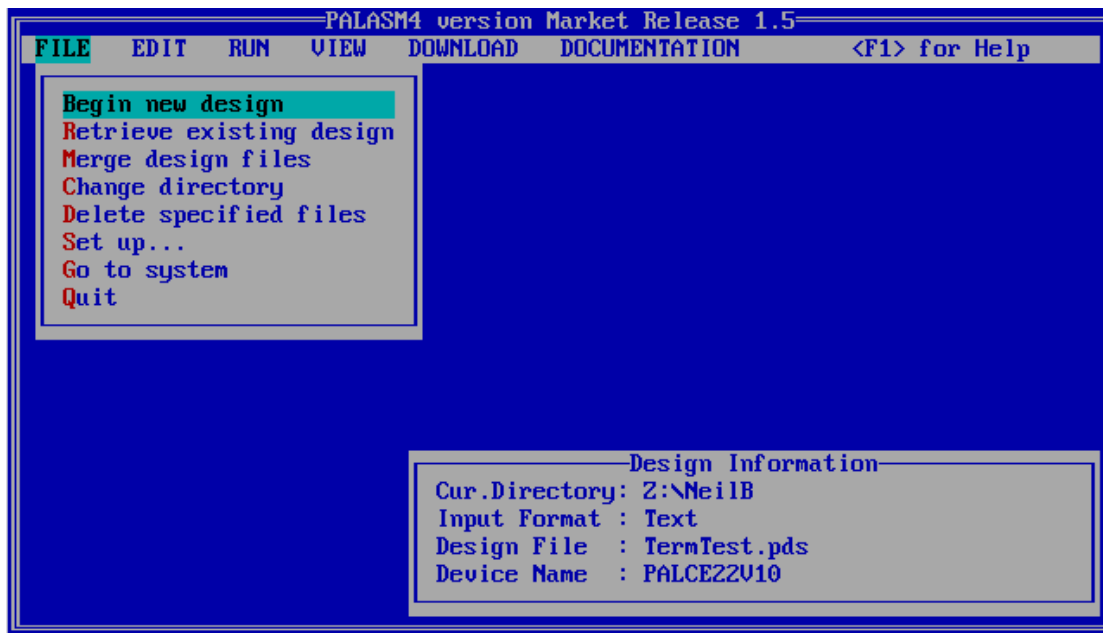 PALASM4 version Market Release 1.5
FILE EDIT RUN VIEW DOWNLOAD DOCUMENTATION <F1> for Help
Begin new design
Retrieve existing design
Merge design files
Change directory
Delete specified files
Set up...
Go to system
Quit
Design Information
Cur.Directory: Z:\NeilB
Input Format : Text
Design File : TermTest.pds
Device Name : PALCE22V10